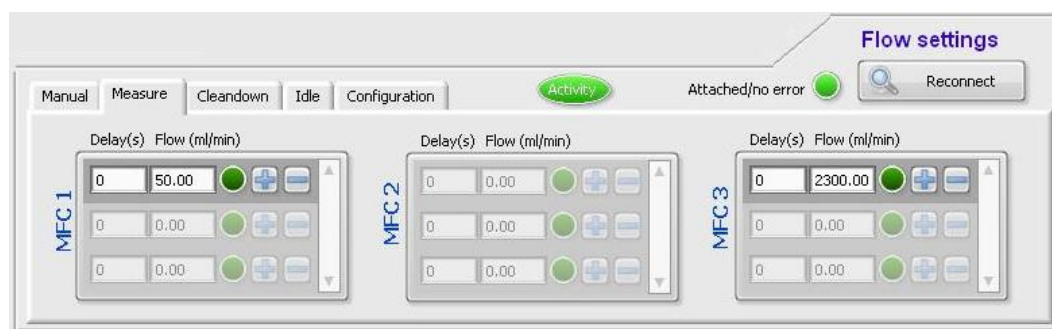 Flow settings
Manual Measure Cleandown Idle Configuration Activity Attached/no error Reconnect
Delay(s) Flow (ml/min) Delay(s) Flow (ml/min) Delay(s) Flow (ml/min)
MFC 1 MFC 2 MFC 3
0 50.00 0 0.00 0 2300.00
0 0.00 0 0.00 0 0.00
0 0.00 0 0.00 0 0.00